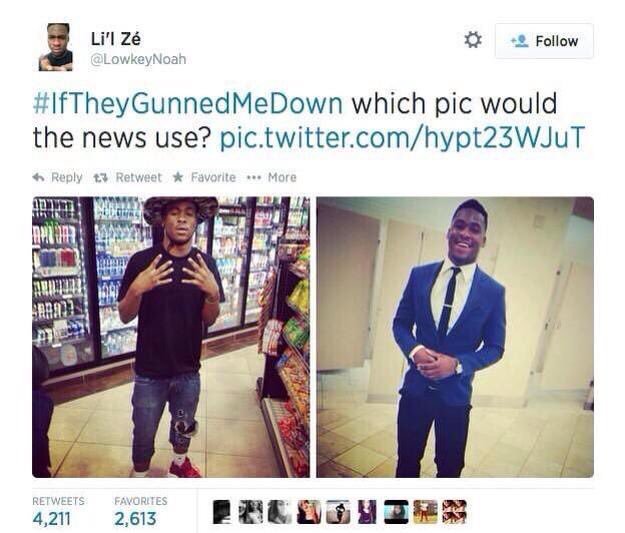 Li'l Zé
Follow
@LowkeyNoah
#IfTheyGunnedMeDown which pic would
the news use? pic.twitter.com/hypt23WJuT
Reply Retweet Favorite ••• More
RETWEETS FAVORITES
4,211 2,613